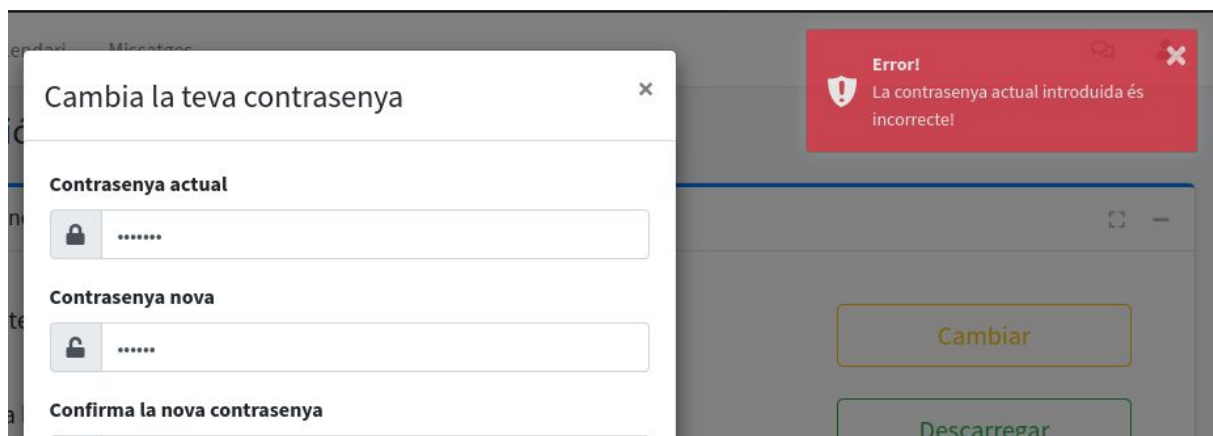 Missatges
Error!
La contrasenya actual introduida és
incorrecte!
Cambia la teva contrasenya
Contrasenya actual
Contrasenya nova
Cambiar
Confirma la nova contrasenya
Descarregar